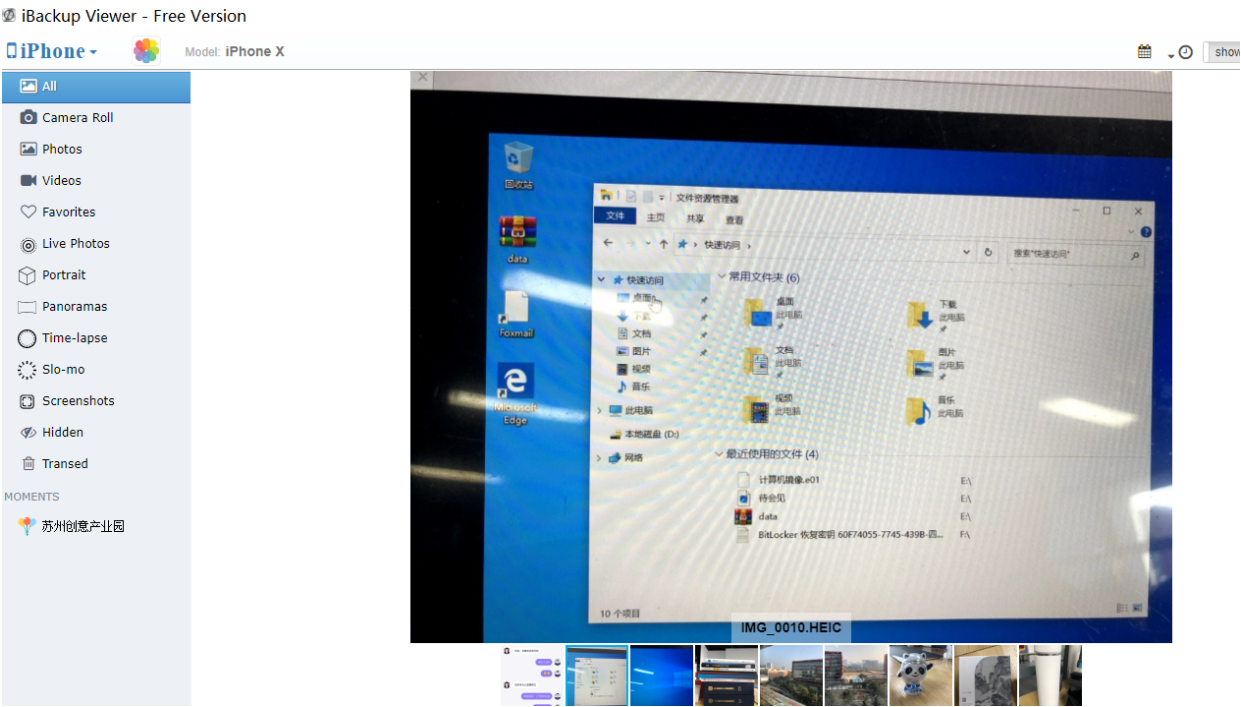 iBackup Viewer - Free Version
iPhone
Model: iPhone X
show
All
Camera Roll
Photos
Videos
Favorites
Live Photos
Portrait
Panoramas
Time-lapse
Slo-mo
Screenshots
Hidden
Transed
MOMENTS
苏州创意产业园
回收站
data
Foxmail
Microsoft
Edge
文件资源管理器
文件 主页 共享 查看
快速访问
搜索"快速访问"
快速访问
桌面
下载
文档
图片
视频
音乐
此电脑
本地磁盘 (D:)
网络
常用文件夹 (6)
桌面
此电脑
下载
此电脑
文档
此电脑
图片
此电脑
视频
此电脑
音乐
此电脑
最近使用的文件 (4)
计算机镜像.e01 E:\
待会见 E:\
data E:\
BitLocker 恢复密钥 60F74055-7745-439B-四... F:\
10 个项目
IMG_0010.HEIC